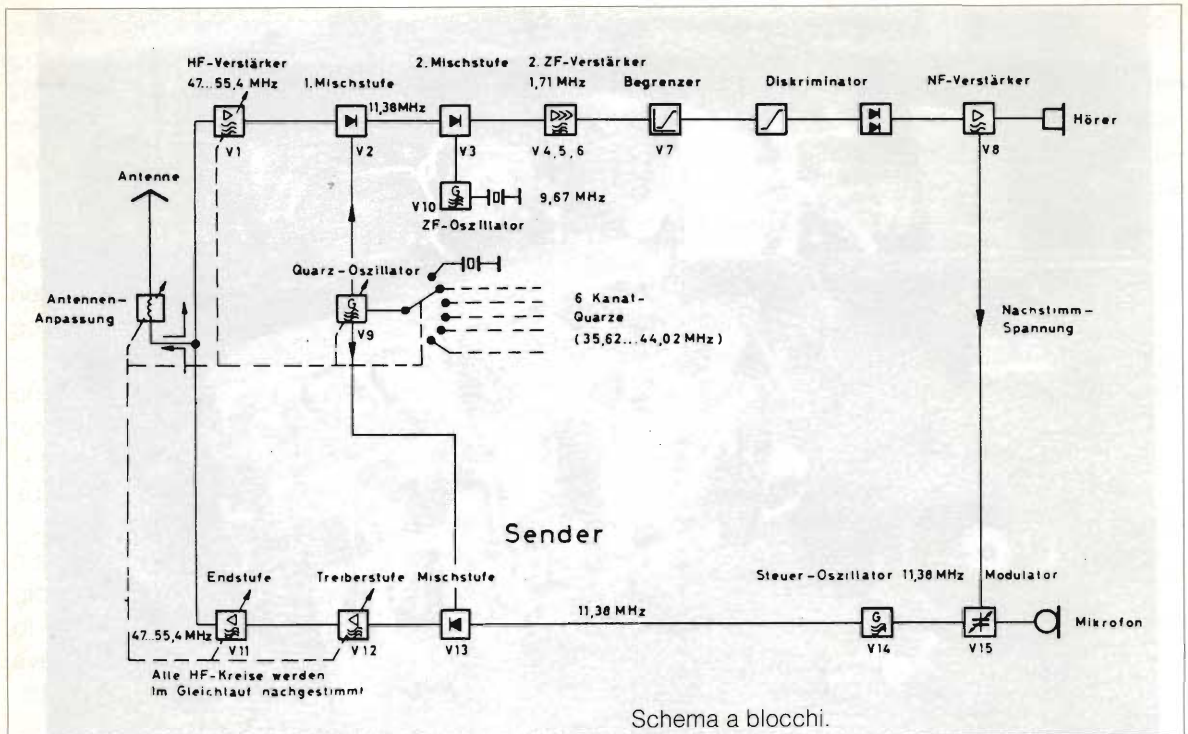 HF-Verstärker
47...55,4 MHz
1.Mischstufe
11,38MHz
2.Mischstufe
2.ZF-Verstärker
1,71 MHz
Begrenzer
Diskriminator
NF-Verstärker
Hörer
V1
V2
V3
V4,5,6
V7
V8
Antenne
G
V10
9,67 MHz
ZF-Oszillator
Quarz-Oszillator
Antennen-
Anpassung
G
V9
6 Kanal-
Quarze
(35,62...44,02 MHz)
Nachstimm-
Spannung
Sender
Endstufe
Treiberstufe
Mischstufe
Steuer-Oszillator 11,38 MHz
Modulator
11,38 MHz
47...55,4 MHz
G
Mikrofon
V11
V12
V13
V14
V15
Alle HF-Kreise werden
Im Gleichlauf nachgestimmt
Schema a blocchi.